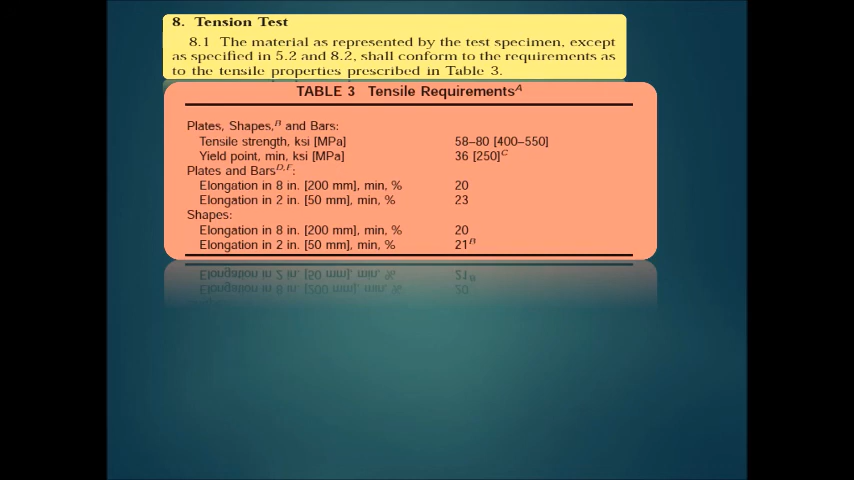 8. Tension Test
8.1 The material as represented by the test specimen, except
as specified in 5.2 and 8.2, shall conform to the requirements as
to the tensile properties prescribed in Table 3.
TABLE 3 Tensile Requirements^A
Plates, Shapes,^B and Bars:
Tensile strength, ksi [MPa] 58–80 [400–550]
Yield point, min, ksi [MPa] 36 [250]^C
Plates and Bars^D,^E:
Elongation in 8 in. [200 mm], min, % 20
Elongation in 2 in. [50 mm], min, % 23
Shapes:
Elongation in 8 in. [200 mm], min, % 20
Elongation in 2 in. [50 mm], min, % 21^B